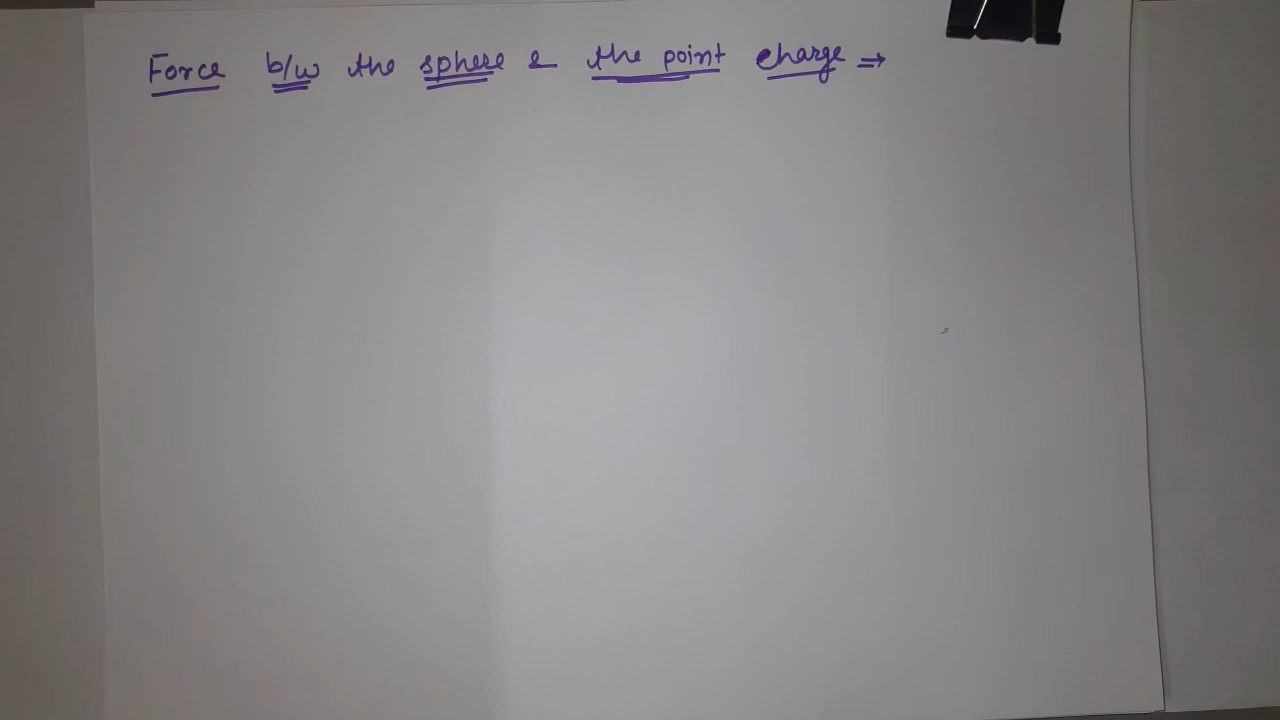 Force b/w the sphere & the point charge ⇒